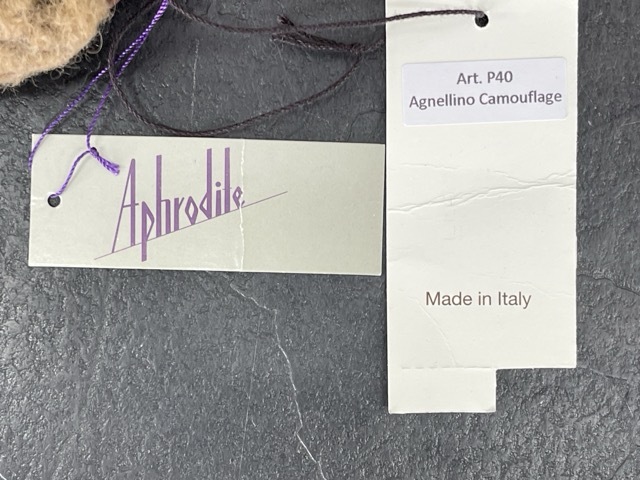 Aphrodite
Art. P40
Agnellino Camouflage
Made in Italy